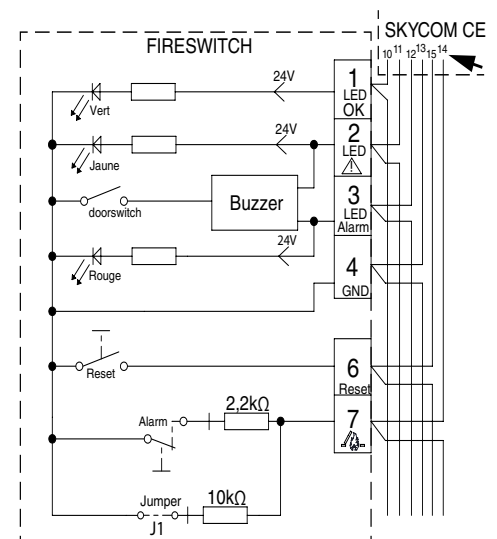 SKYCOM CE
FIRESWITCH
10 11 12 13 15 14
24V
1
LED
OK
Vert
24V
2
LED
Jaune
Buzzer
3
LED
Alarm
doorswitch
24V
4
GND
Rouge
6
Reset
Reset
2,2kΩ
7
Alarm
10kΩ
Jumper
J1